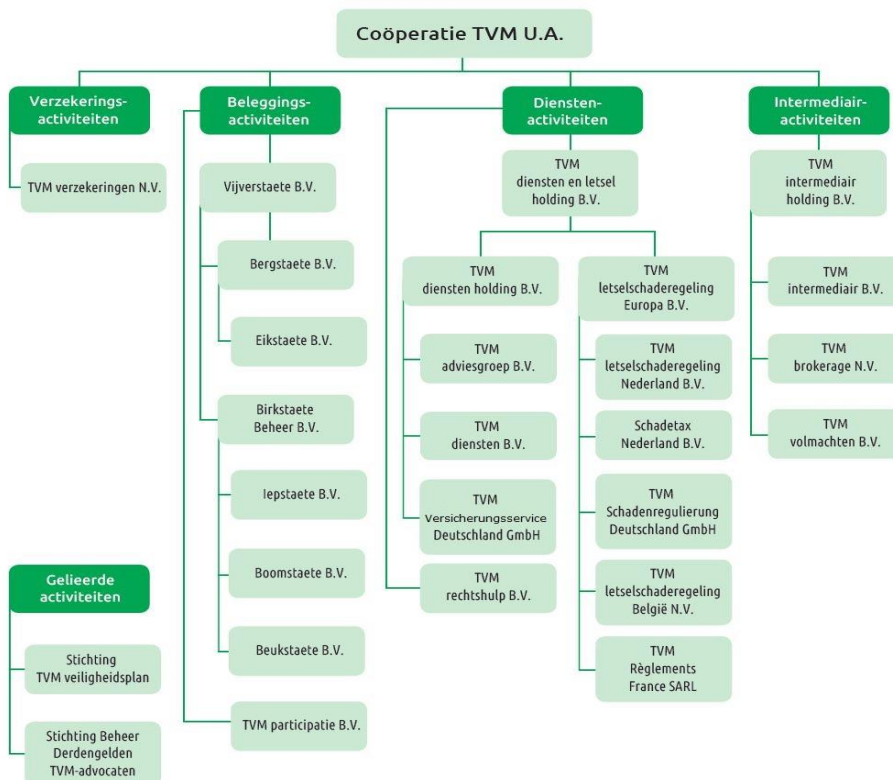 Coöperatie TVM U.A.
Verzekerings-
activiteiten
TVM verzekeringen N.V.
Beleggings-
activiteiten
Vijverstaete B.V.
Bergstaete B.V.
Eikstaete B.V.
Birkstaete
Beheer B.V.
Iepstaete B.V.
Boomstaete B.V.
Beukstaete B.V.
TVM participatie B.V.
Diensten-
activiteiten
TVM
diensten en letsel
holding B.V.
TVM
diensten holding B.V.
TVM
adviesgroep B.V.
TVM
diensten B.V.
TVM
Versicherungsservice
Deutschland GmbH
TVM
rechtshulp B.V.
TVM
letselschaderegeling
Europa B.V.
TVM
letselschaderegeling
Nederland B.V.
Schadetax
Nederland B.V.
TVM
Schadenregulierung
Deutschland GmbH
TVM
letselschaderegeling
België N.V.
TVM
Règlements
France SARL
Intermediair-
activiteiten
TVM
intermediair
holding B.V.
TVM
intermediair B.V.
TVM
brokerage N.V.
TVM
volmachten B.V.
Gelieerde
activiteiten
Stichting
TVM veiligheidsplan
Stichting Beheer
Derdengelden
TVM-advocaten